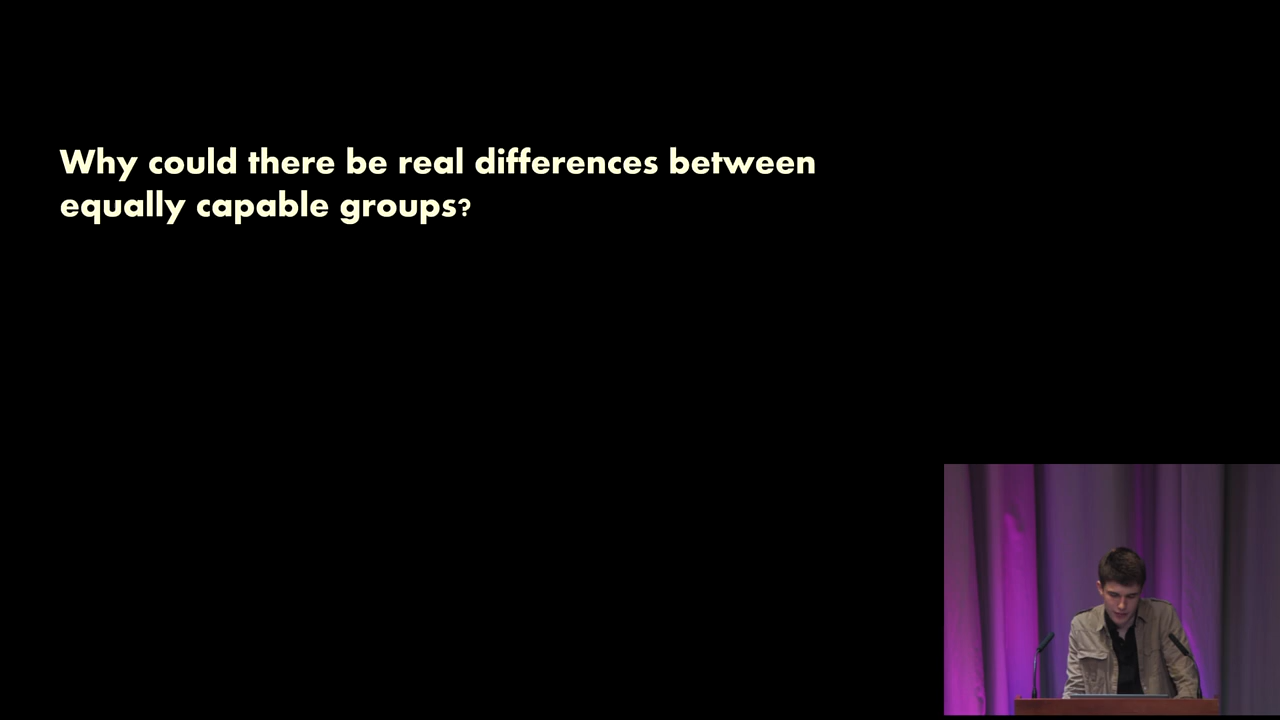 Why could there be real differences between
equally capable groups?